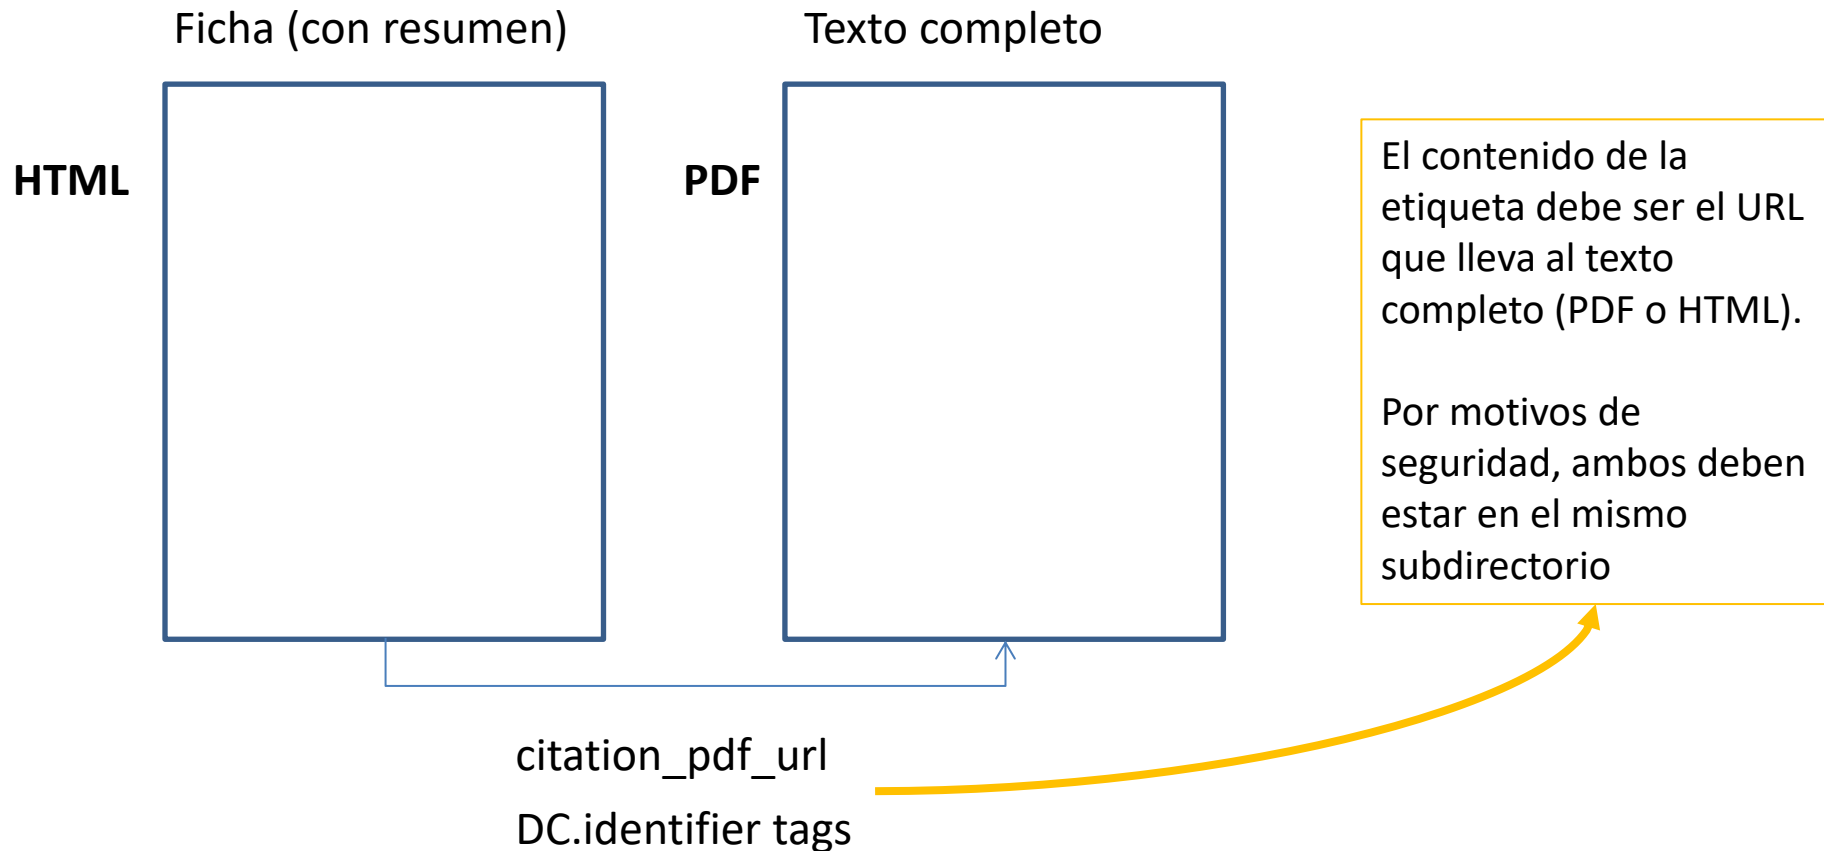 Ficha (con resumen)
Texto completo
HTML
PDF
El contenido de la
etiqueta debe ser el URL
que lleva al texto
completo (PDF o HTML).
Por motivos de
seguridad, ambos deben
estar en el mismo
subdirectorio
citation_pdf_url
DC.identifier tags